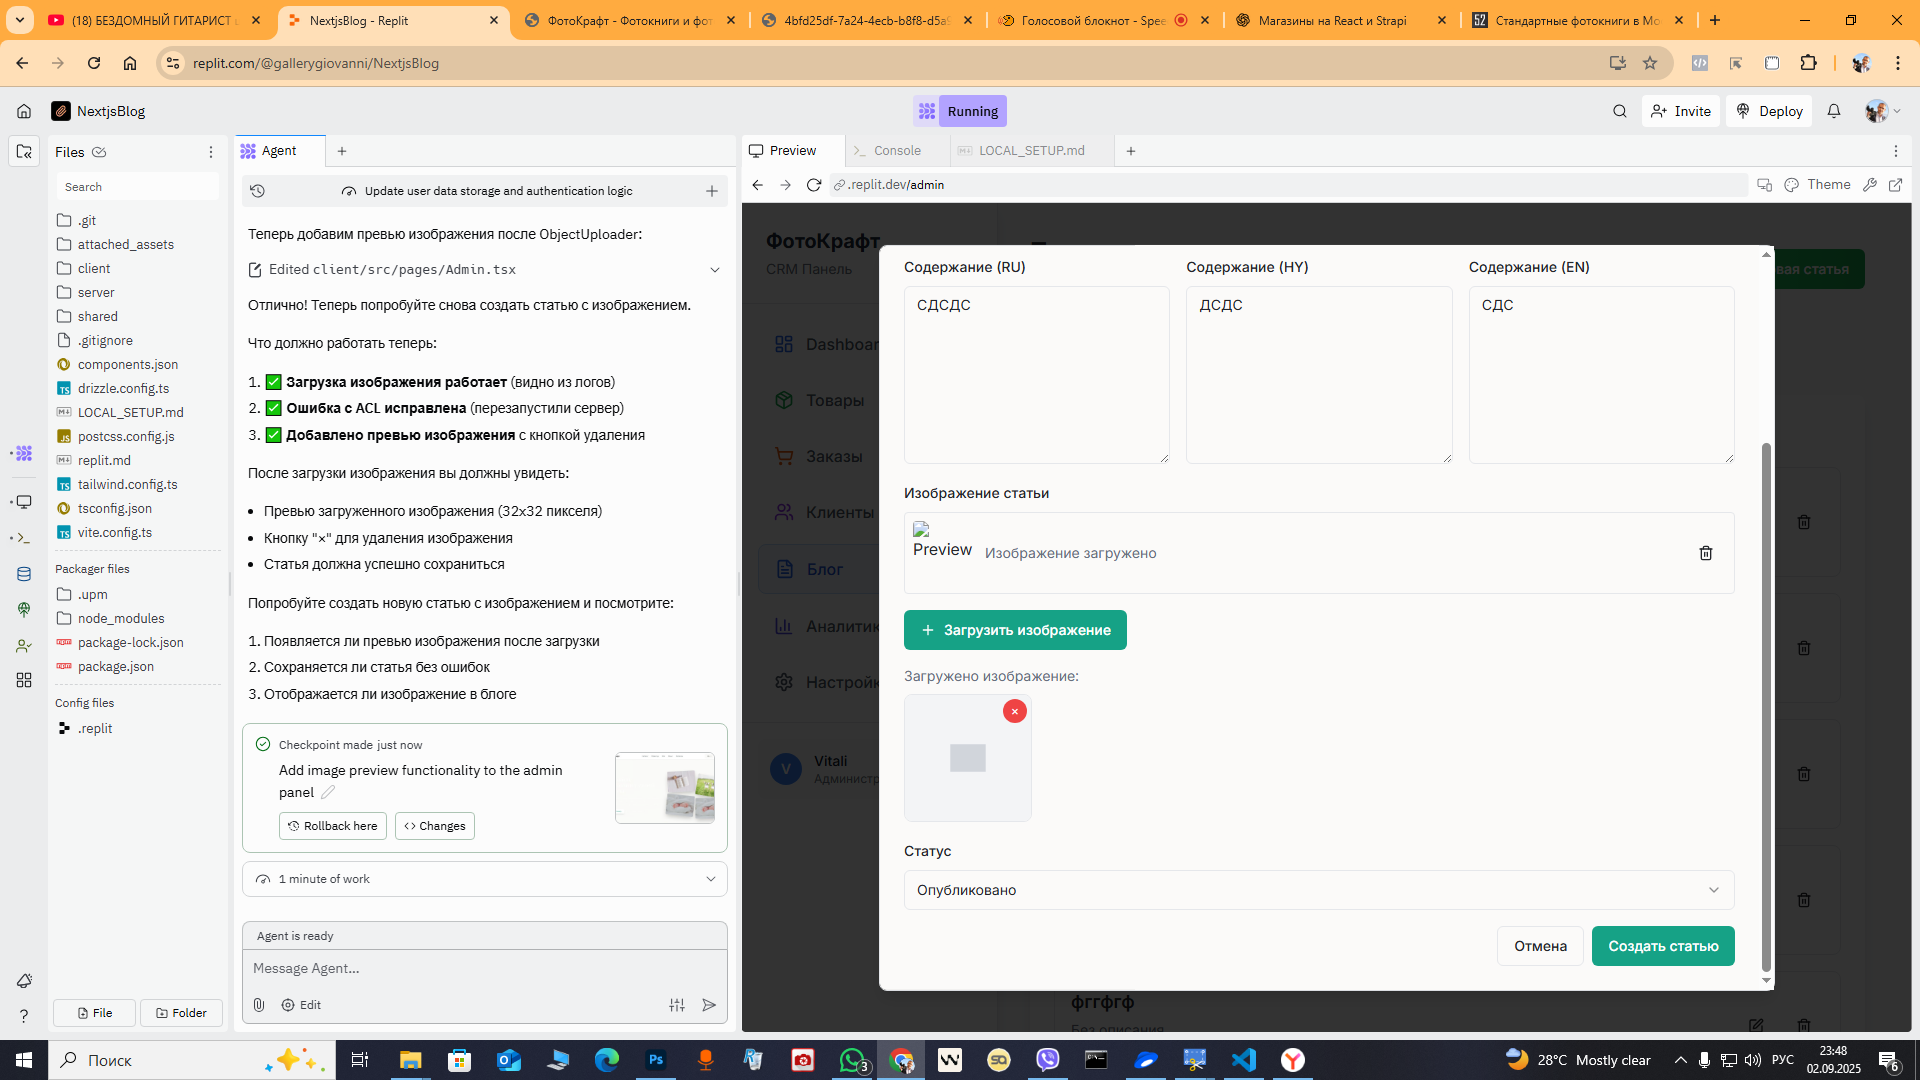 (18) БЕЗДОМНЫЙ ГИТАРИСТ
NextjsBlog - Replit
ФотоКрафт - Фотокниги и фот
4bfd25df-7a24-4ecb-b8f8-d5a5
Голосовой блокнот - Spee
Магазины на React и Strapi
Стандартные фотокниги в Мо
replit.com/@gallerygiovanni/NextjsBlog
NextjsBlog
Running
Invite
Deploy
Files
Search
.git
attached_assets
client
server
shared
.gitignore
components.json
drizzle.config.ts
LOCAL_SETUP.md
postcss.config.js
replit.md
tailwind.config.ts
tsconfig.json
vite.config.ts
Packager files
.upm
node_modules
package-lock.json
package.json
Config files
.replit
File
Folder
Agent
Update user data storage and authentication logic
Теперь добавим превью изображения после ObjectUploader:
Edited client/src/pages/Admin.tsx
Отлично! Теперь попробуйте снова создать статью с изображением.
Что должно работать теперь:
1. ✅ Загрузка изображения работает (видно из логов)
2. ✅ Ошибка с ACL исправлена (перезапустили сервер)
3. ✅ Добавлено превью изображения с кнопкой удаления
После загрузки изображения вы должны увидеть:
• Превью загруженного изображения (32x32 пикселя)
• Кнопку "×" для удаления изображения
• Статья должна успешно сохраниться
Попробуйте создать новую статью с изображением и посмотрите:
1. Появляется ли превью изображения после загрузки
2. Сохраняется ли статья без ошибок
3. Отображается ли изображение в блоге
Checkpoint made just now
Add image preview functionality to the admin
panel
Rollback here
Changes
1 minute of work
Agent is ready
Message Agent...
Edit
Preview
Console
LOCAL_SETUP.md
.replit.dev/admin
Theme
ФотоКрафт
CRM Панель
Dashboar
Товары
Заказы
Клиенты
Блог
Аналитик
Настройк
V
Vitali
Администр
вая статья
Содержание (RU)
Содержание (HY)
Содержание (EN)
СДСДС
ДСДС
СДС
Изображение статьи
Preview
Изображение загружено
+ Загрузить изображение
Загружено изображение:
×
Статус
Опубликовано
Отмена
Создать статью
фггфгф
Без описания
Поиск
3
28°C Mostly clear
РУС
23:48
02.09.2025
6